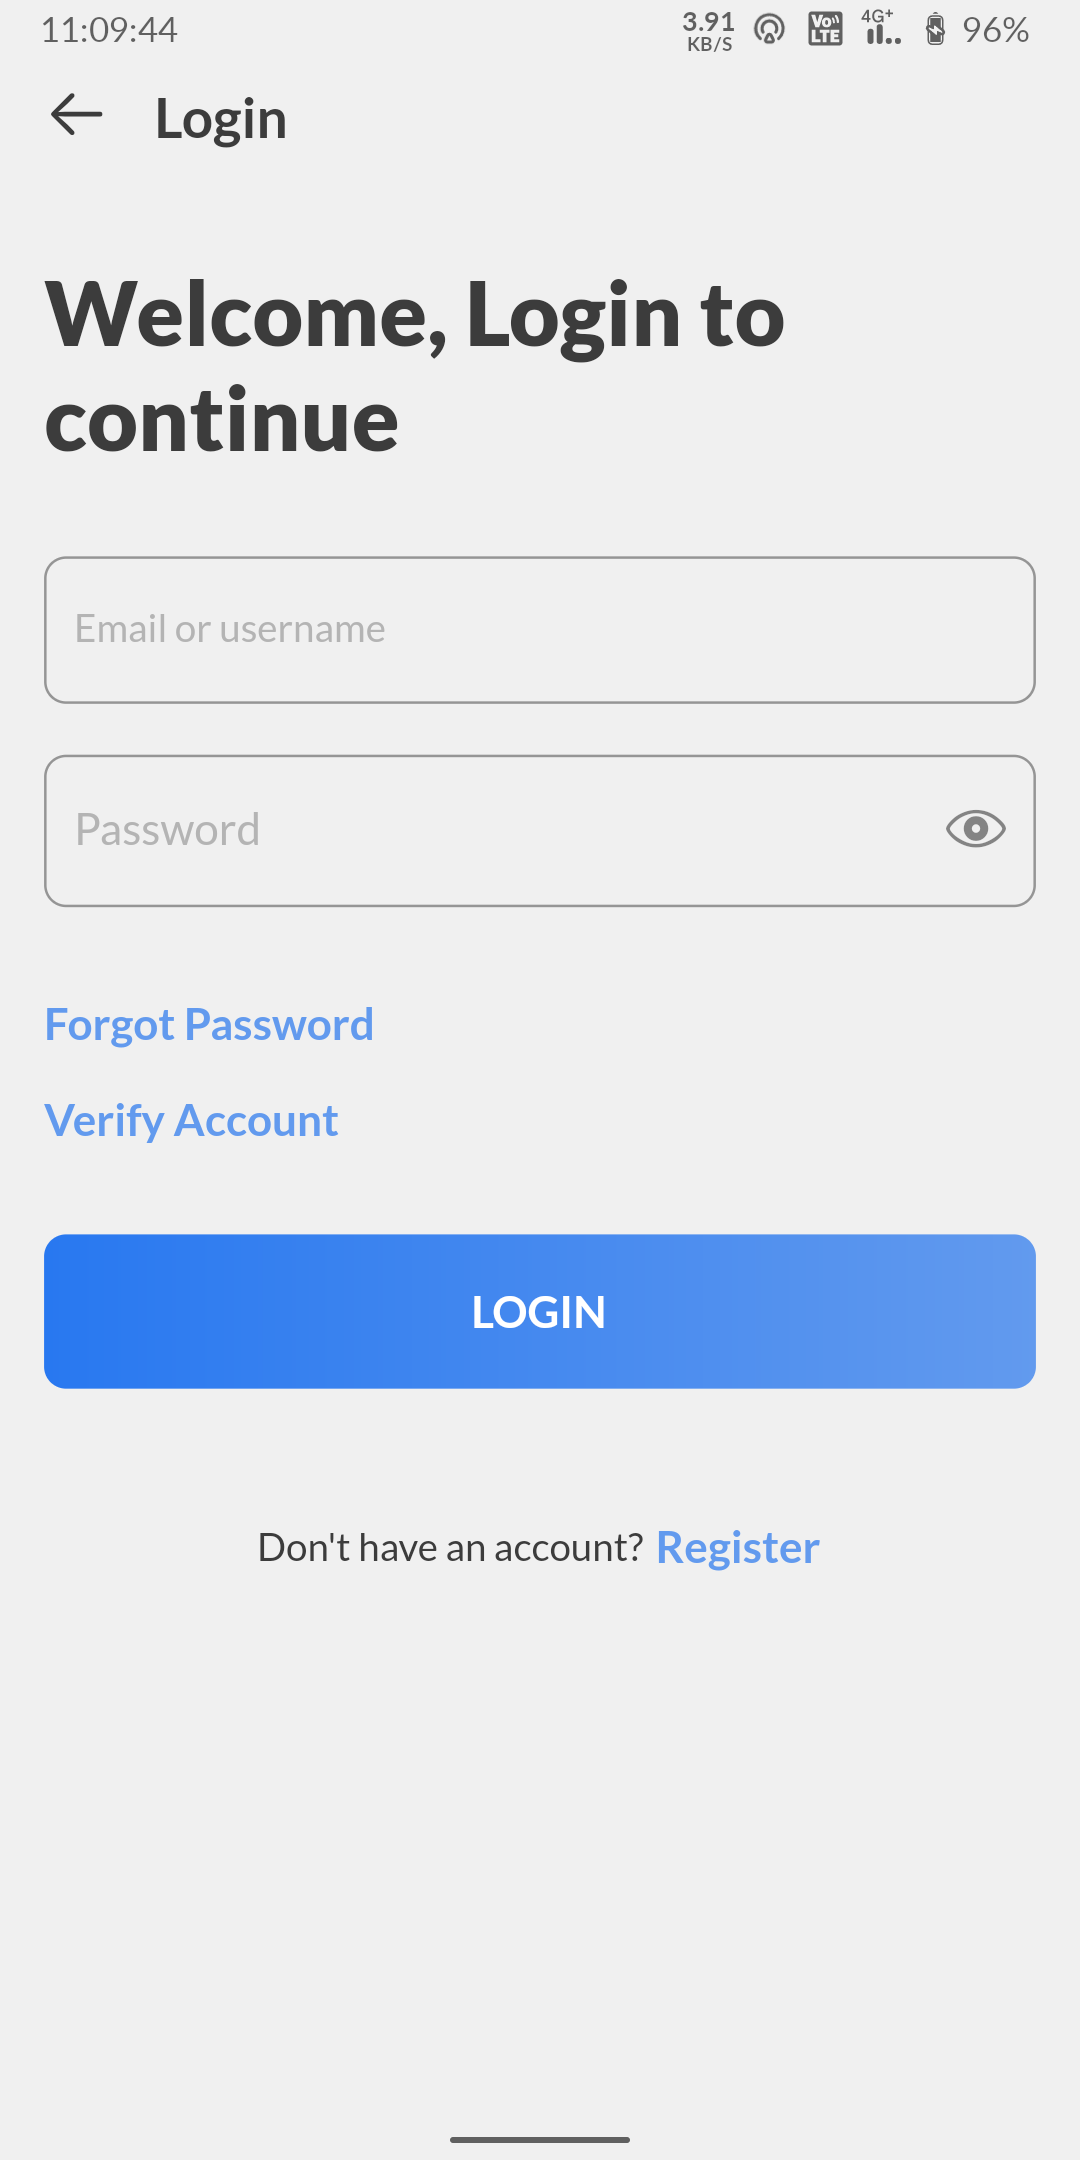 11:09:44
3.91
KB/S
Vo
LTE
4G+
96%
Login
Welcome, Login to
continue
Email or username
Password
Forgot Password
Verify Account
LOGIN
Don't have an account? Register